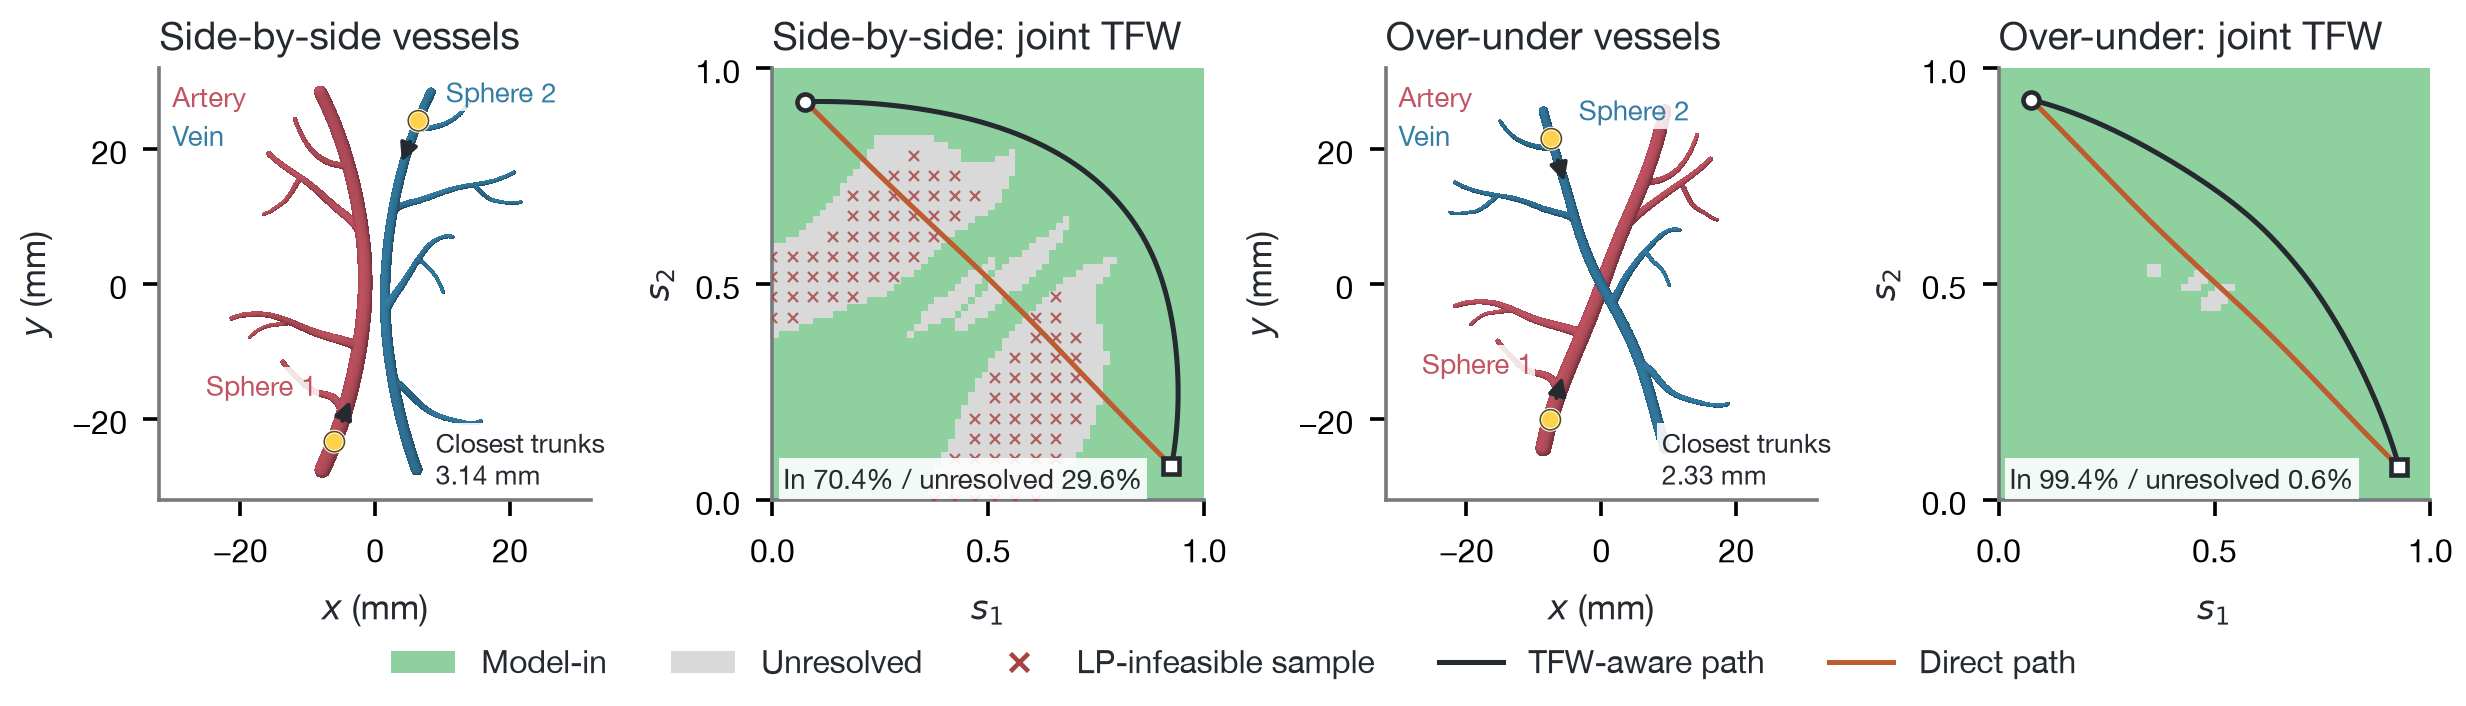 Side-by-side vessels
Artery
Vein
Sphere 2
Sphere 1
Closest trunks
3.14 mm
20
0
−20
y (mm)
−20
0
20
x (mm)
Side-by-side: joint TFW
1.0
0.5
0.0
s2
In 70.4% / unresolved 29.6%
0.0
0.5
1.0
s1
Over-under vessels
Artery
Vein
Sphere 2
Sphere 1
Closest trunks
2.33 mm
20
0
−20
y (mm)
−20
0
20
x (mm)
Over-under: joint TFW
1.0
0.5
0.0
s2
In 99.4% / unresolved 0.6%
0.0
0.5
1.0
s1
Model-in
Unresolved
LP-infeasible sample
TFW-aware path
Direct path